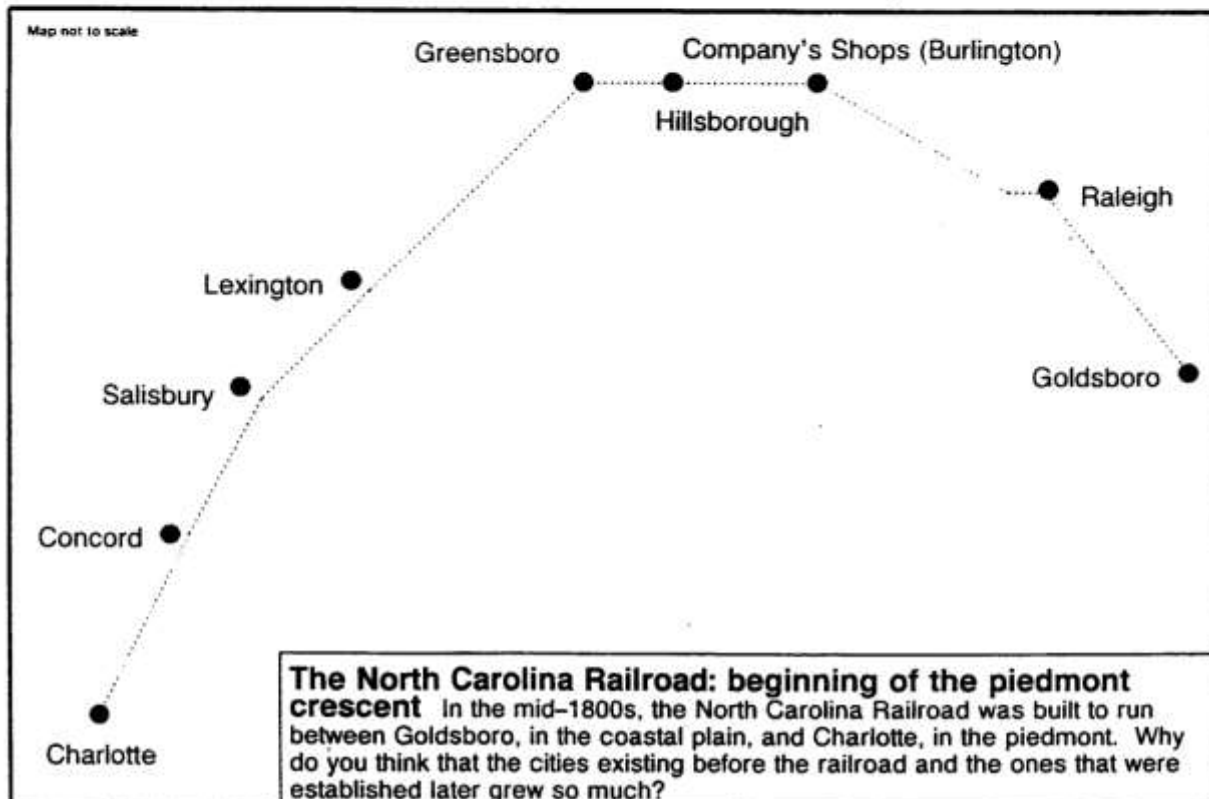 Map not to scale
Greensboro
Company's Shops (Burlington)
Hillsborough
Raleigh
Lexington
Salisbury
Goldsboro
Concord
Charlotte
The North Carolina Railroad: beginning of the piedmont
crescent In the mid–1800s, the North Carolina Railroad was built to run
between Goldsboro, in the coastal plain, and Charlotte, in the piedmont. Why
do you think that the cities existing before the railroad and the ones that were
established later grew so much?